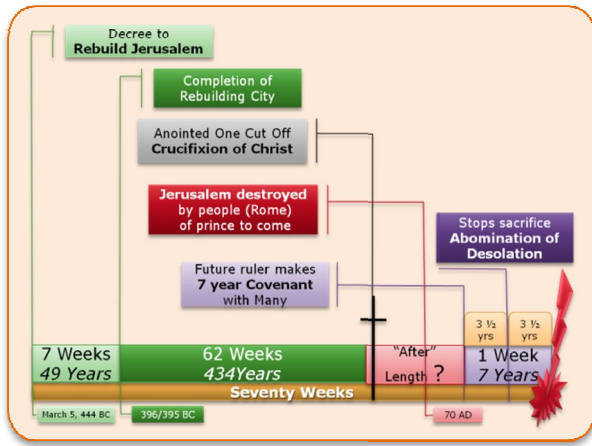 Decree to
Rebuild Jerusalem
Completion of
Rebuilding City
Anointed One Cut Off
Crucifixion of Christ
Jerusalem destroyed
by people (Rome)
of prince to come
Stops sacrifice
Abomination of
Desolation
Future ruler makes
7 year Covenant
with Many
3 ½
yrs
3 ½
yrs
7 Weeks
49 Years
62 Weeks
434Years
"After"
Length ?
1 Week
7 Years
Seventy Weeks
March 5, 444 BC
396/395 BC
70 AD